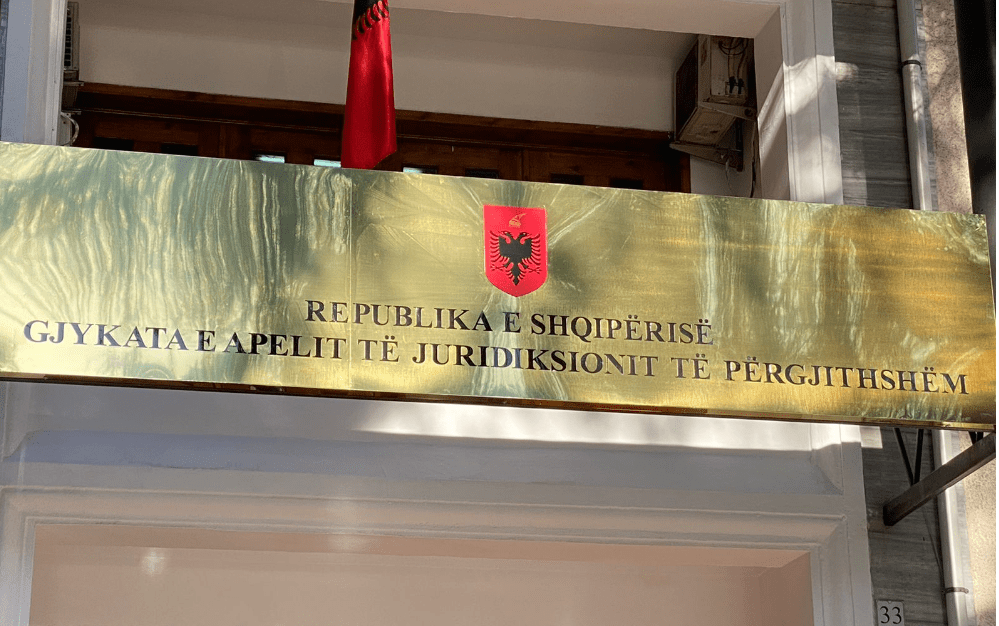 REPUBLIKA E SHQIPËRISË
GJYKATA E APELIT TË JURIDIKSIONIT TË PËRGJITHSHËM
33